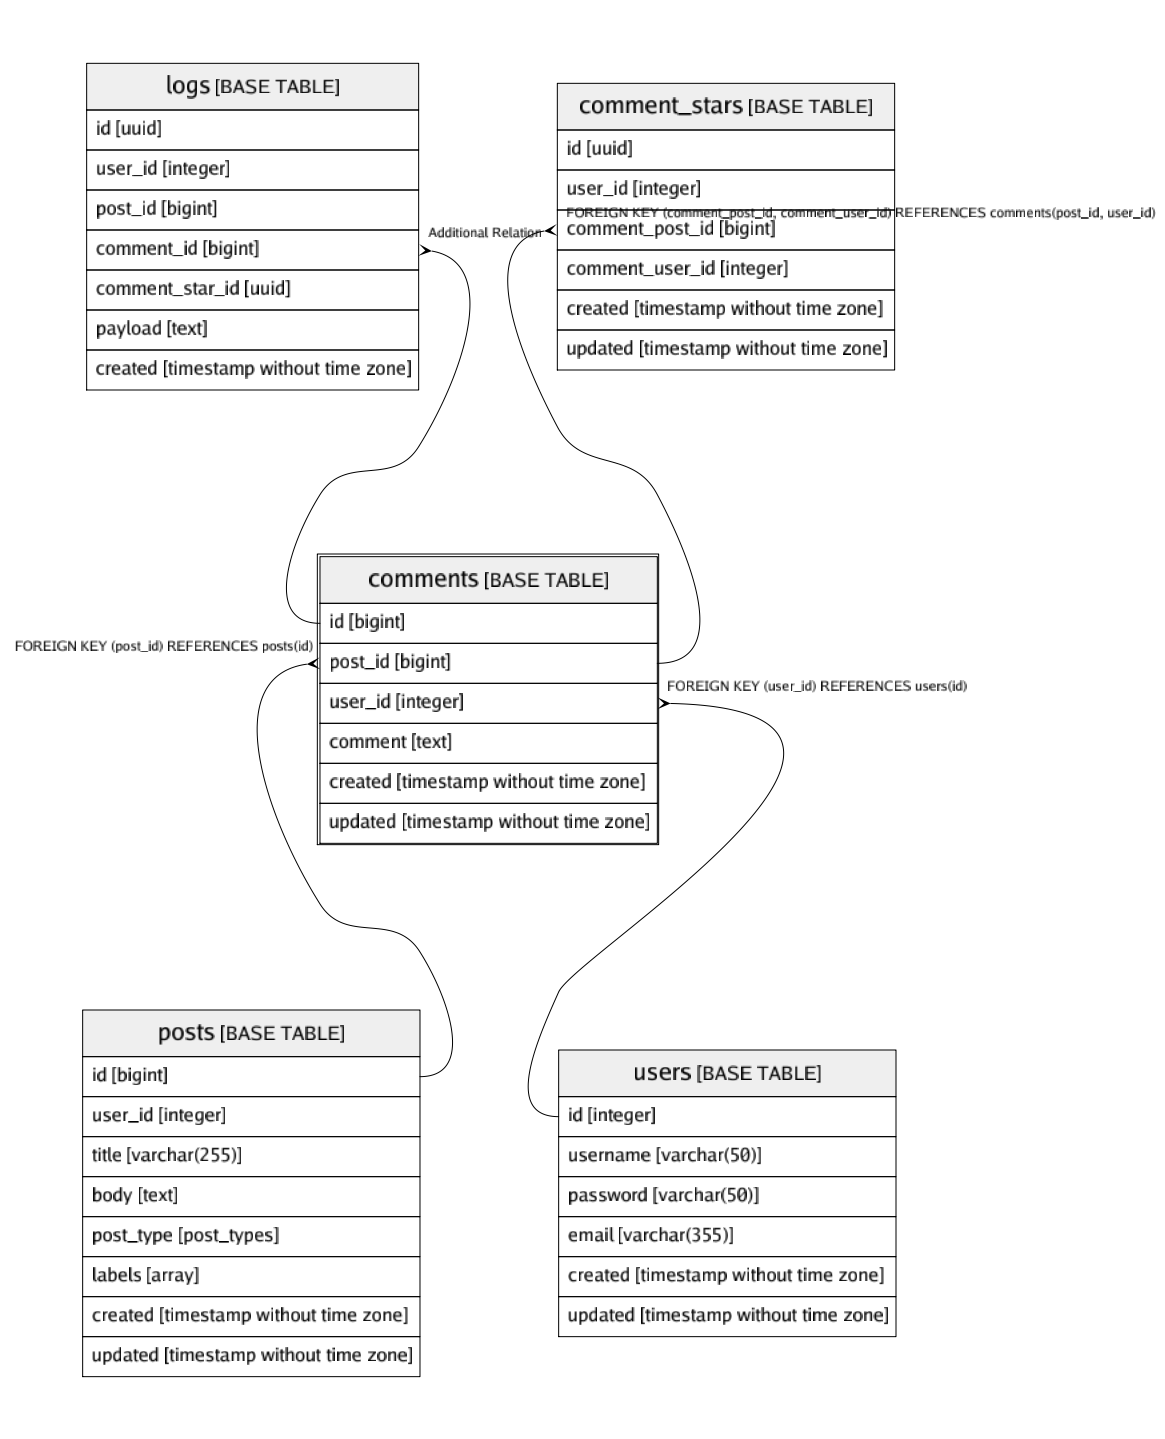 logs [BASE TABLE]
id [uuid]
user_id [integer]
post_id [bigint]
comment_id [bigint]
comment_star_id [uuid]
payload [text]
created [timestamp without time zone]
Additional Relation
comment_stars [BASE TABLE]
id [uuid]
user_id [integer]
FOREIGN KEY (comment_post_id, comment_user_id) REFERENCES comments(post_id, user_id)
comment_post_id [bigint]
comment_user_id [integer]
created [timestamp without time zone]
updated [timestamp without time zone]
comments [BASE TABLE]
id [bigint]
FOREIGN KEY (post_id) REFERENCES posts(id)
post_id [bigint]
FOREIGN KEY (user_id) REFERENCES users(id)
user_id [integer]
comment [text]
created [timestamp without time zone]
updated [timestamp without time zone]
posts [BASE TABLE]
id [bigint]
user_id [integer]
title [varchar(255)]
body [text]
post_type [post_types]
labels [array]
created [timestamp without time zone]
updated [timestamp without time zone]
users [BASE TABLE]
id [integer]
username [varchar(50)]
password [varchar(50)]
email [varchar(355)]
created [timestamp without time zone]
updated [timestamp without time zone]